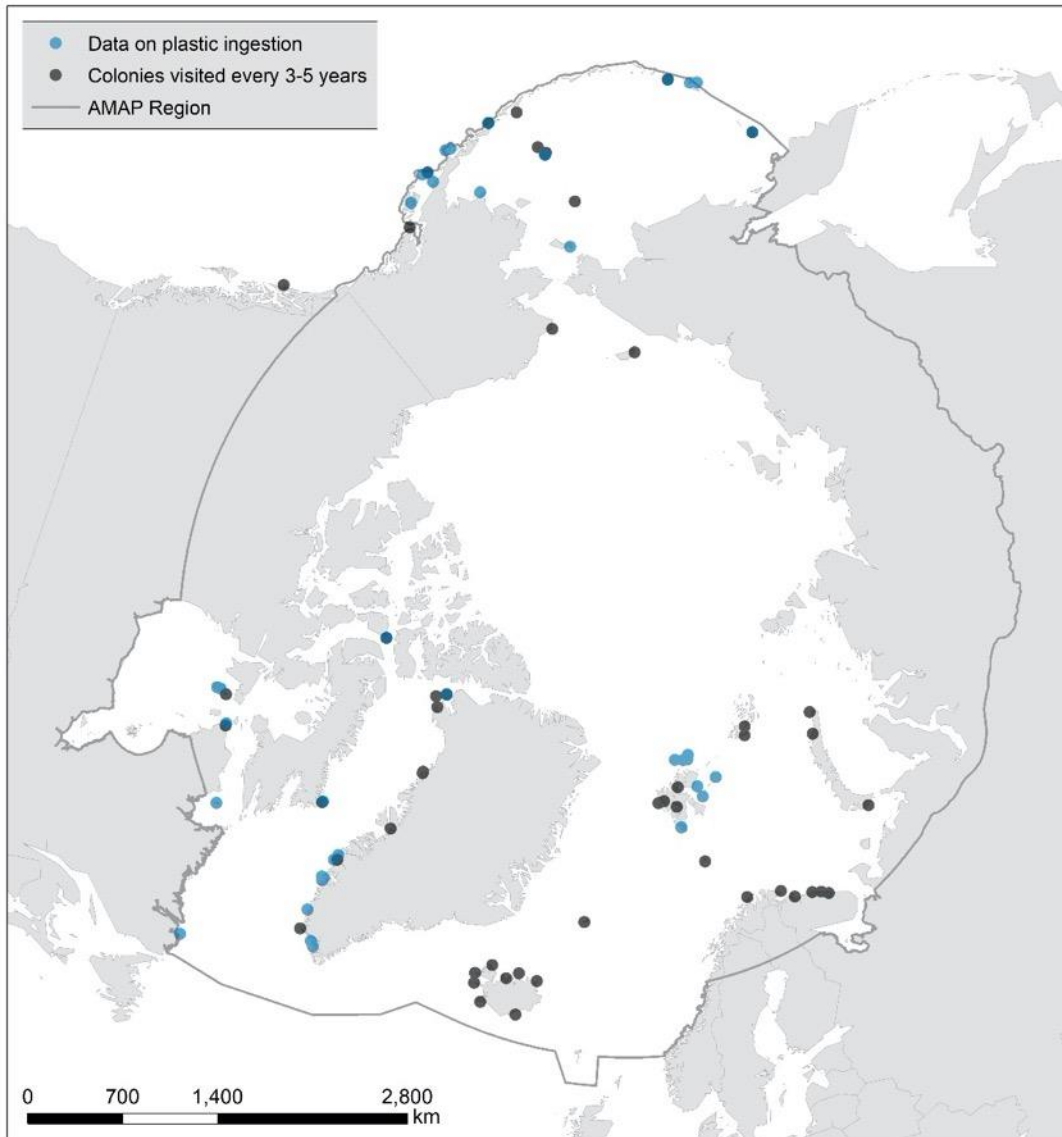 Data on plastic ingestion
Colonies visited every 3-5 years
AMAP Region
0 700 1,400 2,800
km